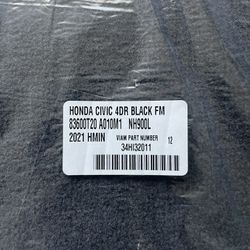 HONDA CIVIC 4DR BLACK FM
83600T20 A010M1 NH900L
2021 HMIN VIAM PART NUMBER 12
34HI32011